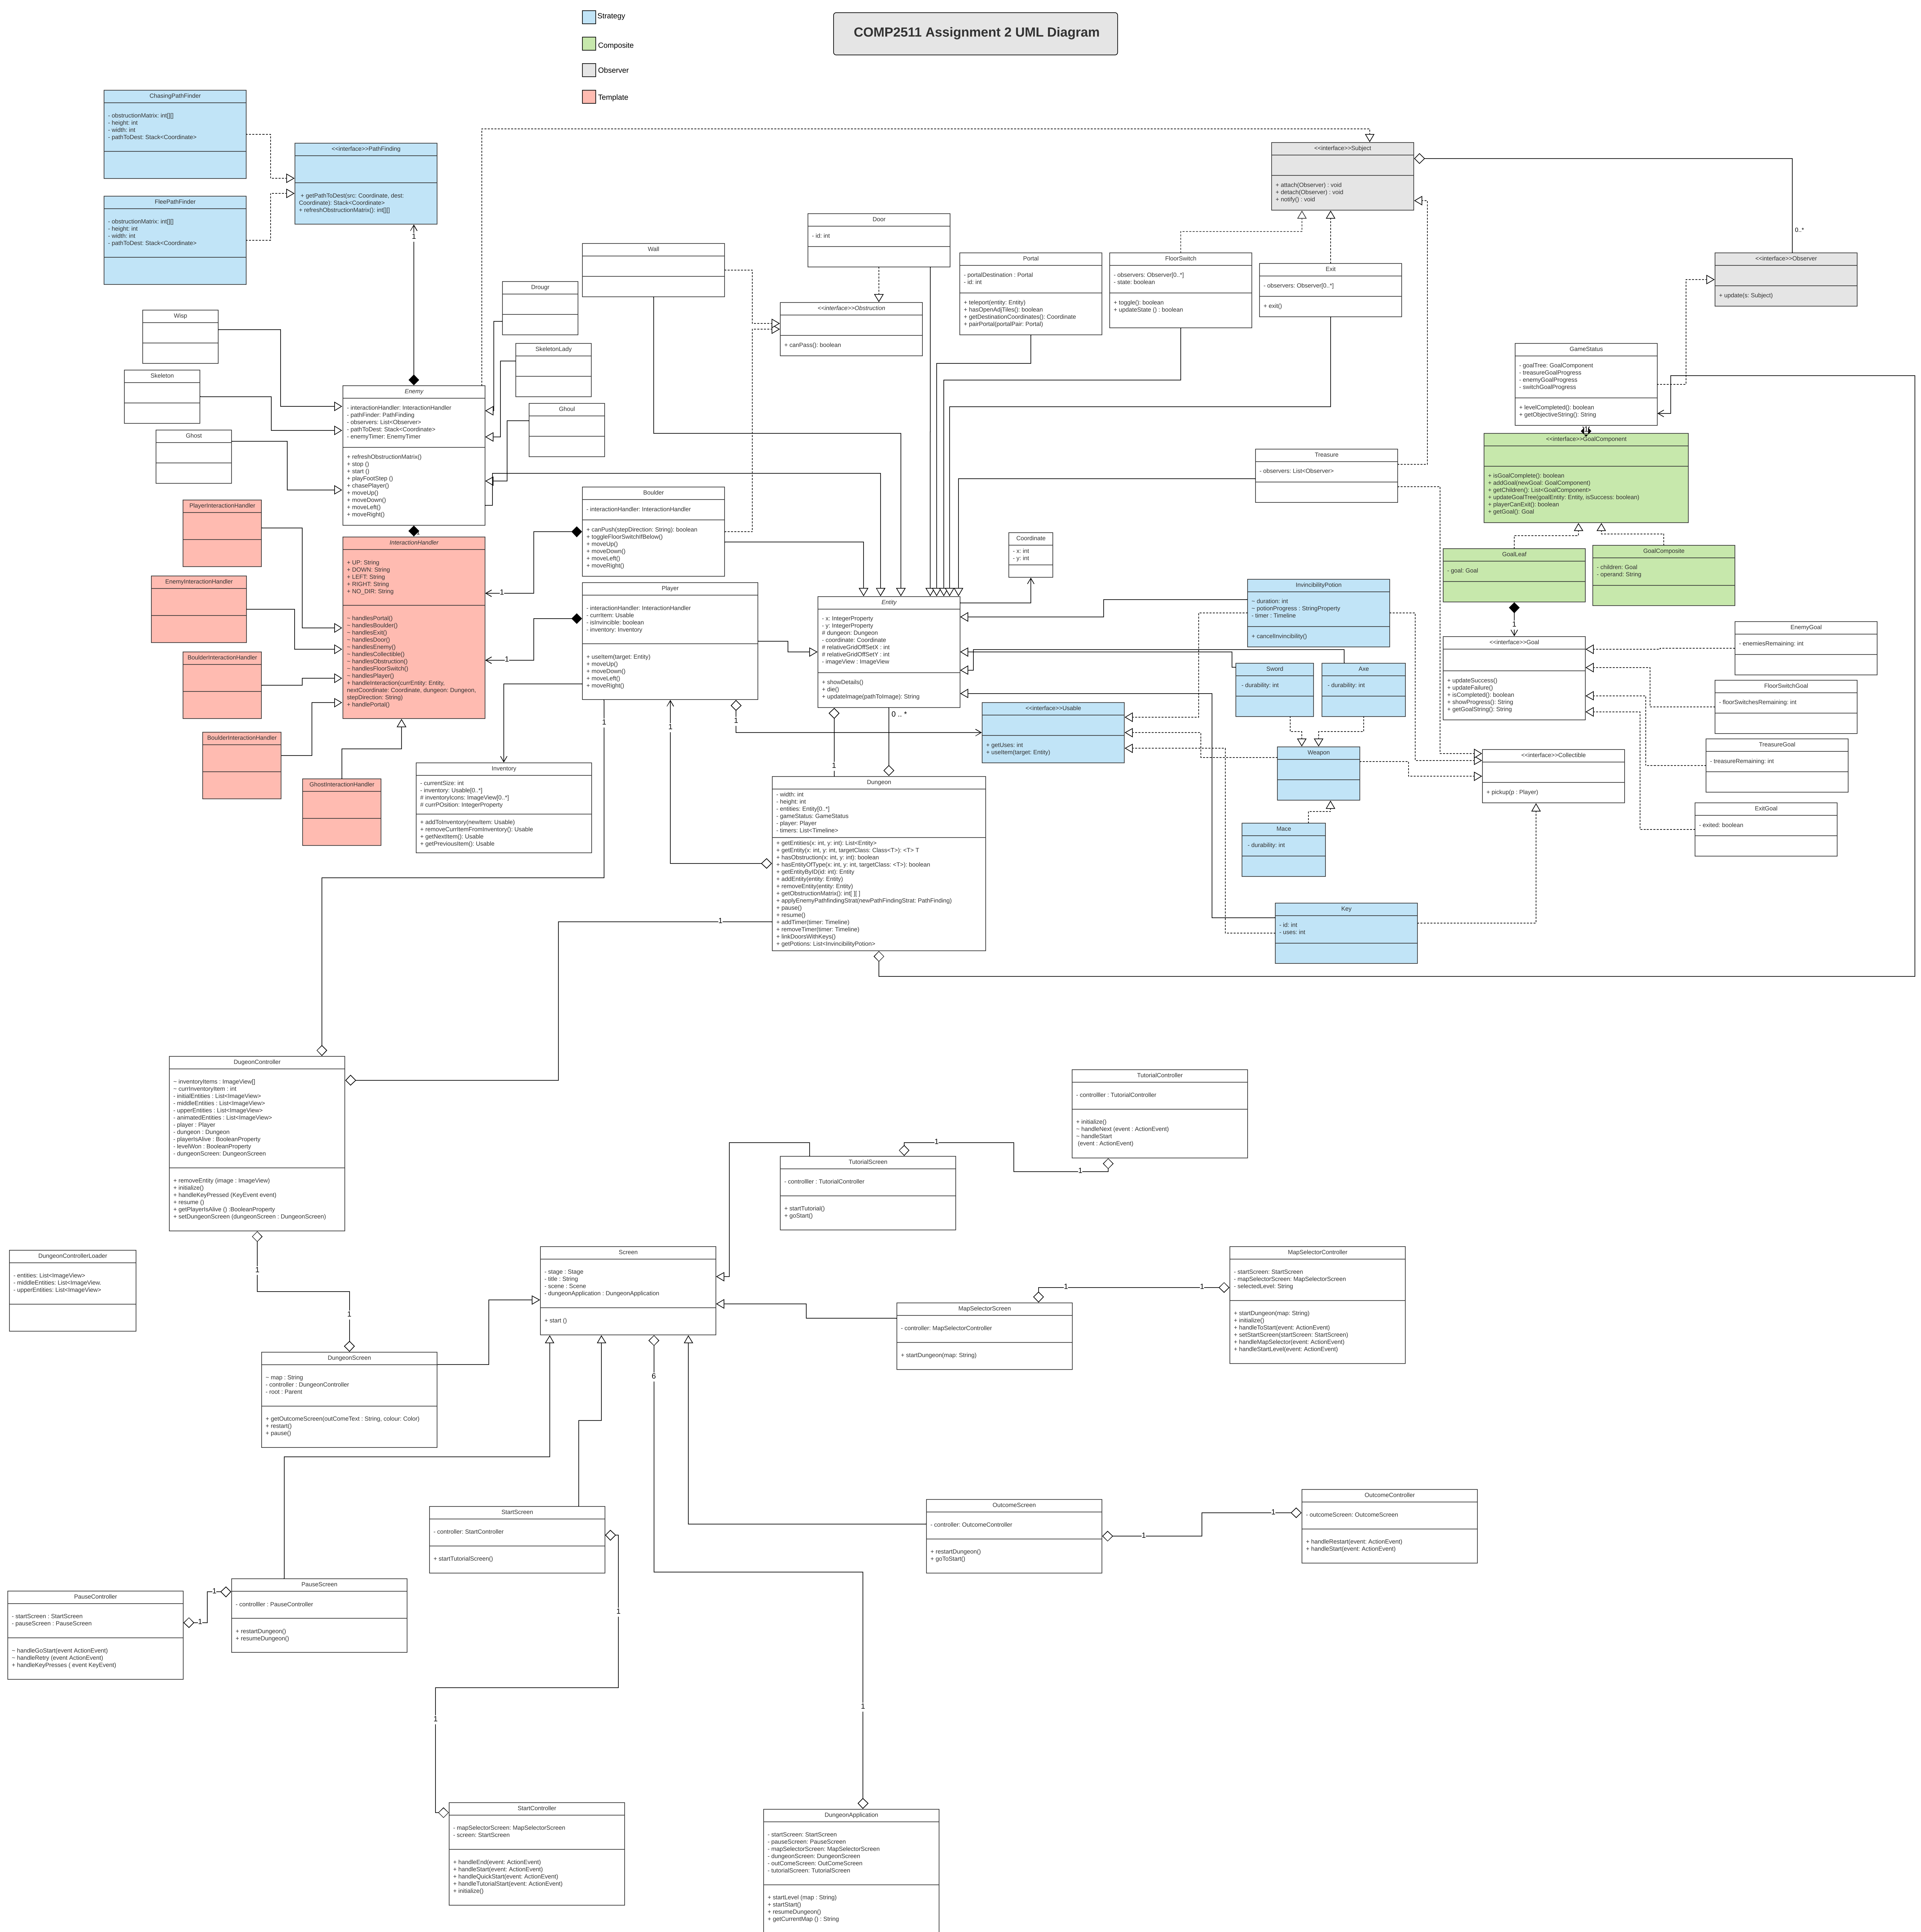 Strategy
COMP2511 Assignment 2 UML Diagram
Composite
Observer
Template
ChasingPathFinder
- obstructionMatrix: int[][]
- height: int
- width: int
- pathToDest: Stack<Coordinate>
<<interface>>PathFinding
+ getPathToDest(src: Coordinate, dest:
Coordinate): Stack<Coordinate>
+ refreshObstructionMatrix(): int[][]
FleePathFinder
- obstructionMatrix: int[][]
- height: int
- width: int
- pathToDest: Stack<Coordinate>
1
<<interface>>Subject
+ attach(Observer) : void
+ detach(Observer) : void
+ notify() : void
0..*
<<interface>>Observer
+ update(s: Subject)
Door
- id: int
Wall
Portal
- portalDestination : Portal
- id: int
+ teleport(entity: Entity)
+ hasOpenAdjTiles(): boolean
+ getDestinationCoordinates(): Coordinate
+ pairPortal(portalPair: Portal)
FloorSwitch
- observers: Observer[0..*]
- state: boolean
+ toggle(): boolean
+ updateState () : boolean
Exit
- observers: Observer[0..*]
+ exit()
Drougr
<<interface>>Obstruction
+ canPass(): boolean
Wisp
SkeletonLady
Skeleton
Ghoul
Ghost
Enemy
- interactionHandler: InteractionHandler
- pathFinder: PathFinding
- observers: List<Observer>
- pathToDest: Stack<Coordinate>
- enemyTimer: EnemyTimer
+ refreshObstructionMatrix()
+ stop ()
+ start ()
+ playFootStep ()
+ chasePlayer()
+ moveUp()
+ moveDown()
+ moveLeft()
+ moveRight()
GameStatus
- goalTree: GoalComponent
- treasureGoalProgress
- enemyGoalProgress
- switchGoalProgress
+ levelCompleted(): boolean
+ getObjectiveString(): String
1
<<interface>>GoalComponent
+ isGoalComplete(): boolean
+ addGoal(newGoal: GoalComponent)
+ getChildren(): List<GoalComponent>
+ updateGoalTree(goalEntity: Entity, isSuccess: boolean)
+ playerCanExit(): boolean
+ getGoal(): Goal
Treasure
- observers: List<Observer>
Boulder
- interactionHandler: InteractionHandler
+ canPush(stepDirection: String): boolean
+ toggleFloorSwitchIfBelow()
+ moveUp()
+ moveDown()
+ moveLeft()
+ moveRight()
PlayerInteractionHandler
InteractionHandler
+ UP: String
+ DOWN: String
+ LEFT: String
+ RIGHT: String
+ NO_DIR: String
~ handlesPortal()
~ handlesBoulder()
~ handlesExit()
~ handlesDoor()
~ handlesEnemy()
~ handlesCollectible()
~ handlesObstruction()
~ handlesFloorSwitch()
~ handlesPlayer()
+ handleInteraction(currEntity: Entity,
nextCoordinate: Coordinate, dungeon: Dungeon,
stepDirection: String)
+ handlePortal()
EnemyInteractionHandler
BoulderInteractionHandler
BoulderInteractionHandler
GhostInteractionHandler
1
1
Coordinate
- x: int
- y: int
GoalLeaf
- goal: Goal
GoalComposite
- children: Goal
- operand: String
1
Player
- interactionHandler: InteractionHandler
- currItem: Usable
- isInvincible: boolean
- inventory: Inventory
+ useItem(target: Entity)
+ moveUp()
+ moveDown()
+ moveLeft()
+ moveRight()
Entity
- x: IntegerProperty
- y: IntegerProperty
# dungeon: Dungeon
- coordinate: Coordinate
# relativeGridOffSetX : int
# relativeGridOffSetY : int
- imageView : ImageView
+ showDetails()
+ die()
+ updateImage(pathToImage): String
InvincibilityPotion
~ duration: int
~ potionProgress : StringProperty
- timer : Timeline
+ cancelInvincibility()
Sword
- durability: int
Axe
- durability: int
<<interface>>Goal
+ updateSuccess()
+ updateFailure()
+ isCompleted(): boolean
+ showProgress(): String
+ getGoalString(): String
EnemyGoal
- enemiesRemaining: int
FloorSwitchGoal
- floorSwitchesRemaining: int
TreasureGoal
- treasureRemaining: int
ExitGoal
- exited: boolean
<<interface>>Usable
+ getUses: int
+ useItem(target: Entity)
1
1
1
0 .. *
1
Weapon
<<interface>>Collectible
+ pickup(p : Player)
Mace
- durability: int
Key
- id: int
- uses: int
Inventory
- currentSize: int
- inventory: Usable[0..*]
# inventoryIcons: ImageView[0..*]
# currPOsition: IntegerProperty
+ addToInventory(newItem: Usable)
+ removeCurrItemFromInventory(): Usable
+ getNextItem(): Usable
+ getPreviousItem(): Usable
Dungeon
- width: int
- height: int
- entities: Entity[0..*]
- gameStatus: GameStatus
- player: Player
- timers: List<Timeline>
+ getEntities(x: int, y: int): List<Entity>
+ getEntity(x: int, y: int, targetClass: Class<T>): <T> T
+ hasObstruction(x: int, y: int): boolean
+ hasEntityOfType(x: int, y: int, targetClass: <T>): boolean
+ getEntityByID(id: int): Entity
+ addEntity(entity: Entity)
+ removeEntity(entity: Entity)
+ getObstructionMatrix(): int[ ][ ]
+ applyEnemyPathfindingStrat(newPathFindingStrat: PathFinding)
+ pause()
+ resume()
+ addTimer(timer: Timeline)
+ removeTimer(timer: Timeline)
+ linkDoorsWithKeys()
+ getPotions: List<InvincibilityPotion>
1
DugeonController
~ inventoryItems : ImageView[]
~ currInventoryItem : int
- initialEntities : List<ImageView>
- middleEntities : List<ImageView>
- upperEntities : List<ImageView>
- animatedEntities : List<ImageView>
- player : Player
- dungeon : Dungeon
- playerIsAlive : BooleanProperty
- levelWon : BooleanProperty
- dungeonScreen: DungeonScreen
+ removeEntity (image : ImageView)
+ initialize()
+ handleKeyPressed (KeyEvent event)
+ resume ()
+ getPlayerIsAlive () :BooleanProperty
+ setDungeonScreen (dungeonScreen : DungeonScreen)
TutorialController
- controlller : TutorialController
+ initialize()
~ handleNext (event : ActionEvent)
~ handleStart
(event : ActionEvent)
1
1
TutorialScreen
- controlller : TutorialController
+ startTutorial()
+ goStart()
DungeonControllerLoader
- entities: List<ImageView>
- middleEntities: List<ImageView.
- upperEntities: List<ImageView>
1
1
Screen
- stage : Stage
- title : String
- scene : Scene
- dungeonApplication : DungeonApplication
+ start ()
MapSelectorController
- startScreen: StartScreen
- mapSelectorScreen: MapSelectorScreen
- selectedLevel: String
+ startDungeon(map: String)
+ initialize()
+ handleToStart(event: ActionEvent)
+ setStartScreen(startScreen: StartScreen)
+ handleMapSelector(event: ActionEvent)
+ handleStartLevel(event: ActionEvent)
1
1
MapSelectorScreen
- controller: MapSelectorController
+ startDungeon(map: String)
DungeonScreen
~ map : String
- controller : DungeonController
- root : Parent
+ getOutcomeScreen(outComeText : String, colour: Color)
+ restart()
+ pause()
6
StartScreen
- controller: StartController
+ startTutorialScreen()
OutcomeScreen
- controller: OutcomeController
+ restartDungeon()
+ goToStart()
1
1
OutcomeController
- outcomeScreen: OutcomeScreen
+ handleRestart(event: ActionEvent)
+ handleStart(event: ActionEvent)
PauseController
- startScreen : StartScreen
- pauseScreen : PauseScreen
~ handleGoStart(event ActionEvent)
~ handleRetry (event ActionEvent)
+ handleKeyPresses ( event KeyEvent)
1
1
PauseScreen
- controlller : PauseController
+ restartDungeon()
+ resumeDungeon()
1
1
1
StartController
- mapSelectorScreen: MapSelectorScreen
- screen: StartScreen
+ handleEnd(event: ActionEvent)
+ handleStart(event: ActionEvent)
+ handleQuickStart(event: ActionEvent)
+ handleTutorialStart(event: ActionEvent)
+ initialize()
DungeonApplication
- startScreen: StartScreen
- pauseScreen: PauseScreen
- mapSelectorScreen: MapSelectorScreen
- dungeonScreen: DungeonScreen
- outComeScreen: OutComeScreen
- tutorialScreen: TutorialScreen
+ startLevel (map : String)
+ startStart()
+ resumeDungeon()
+ getCurrentMap () : String